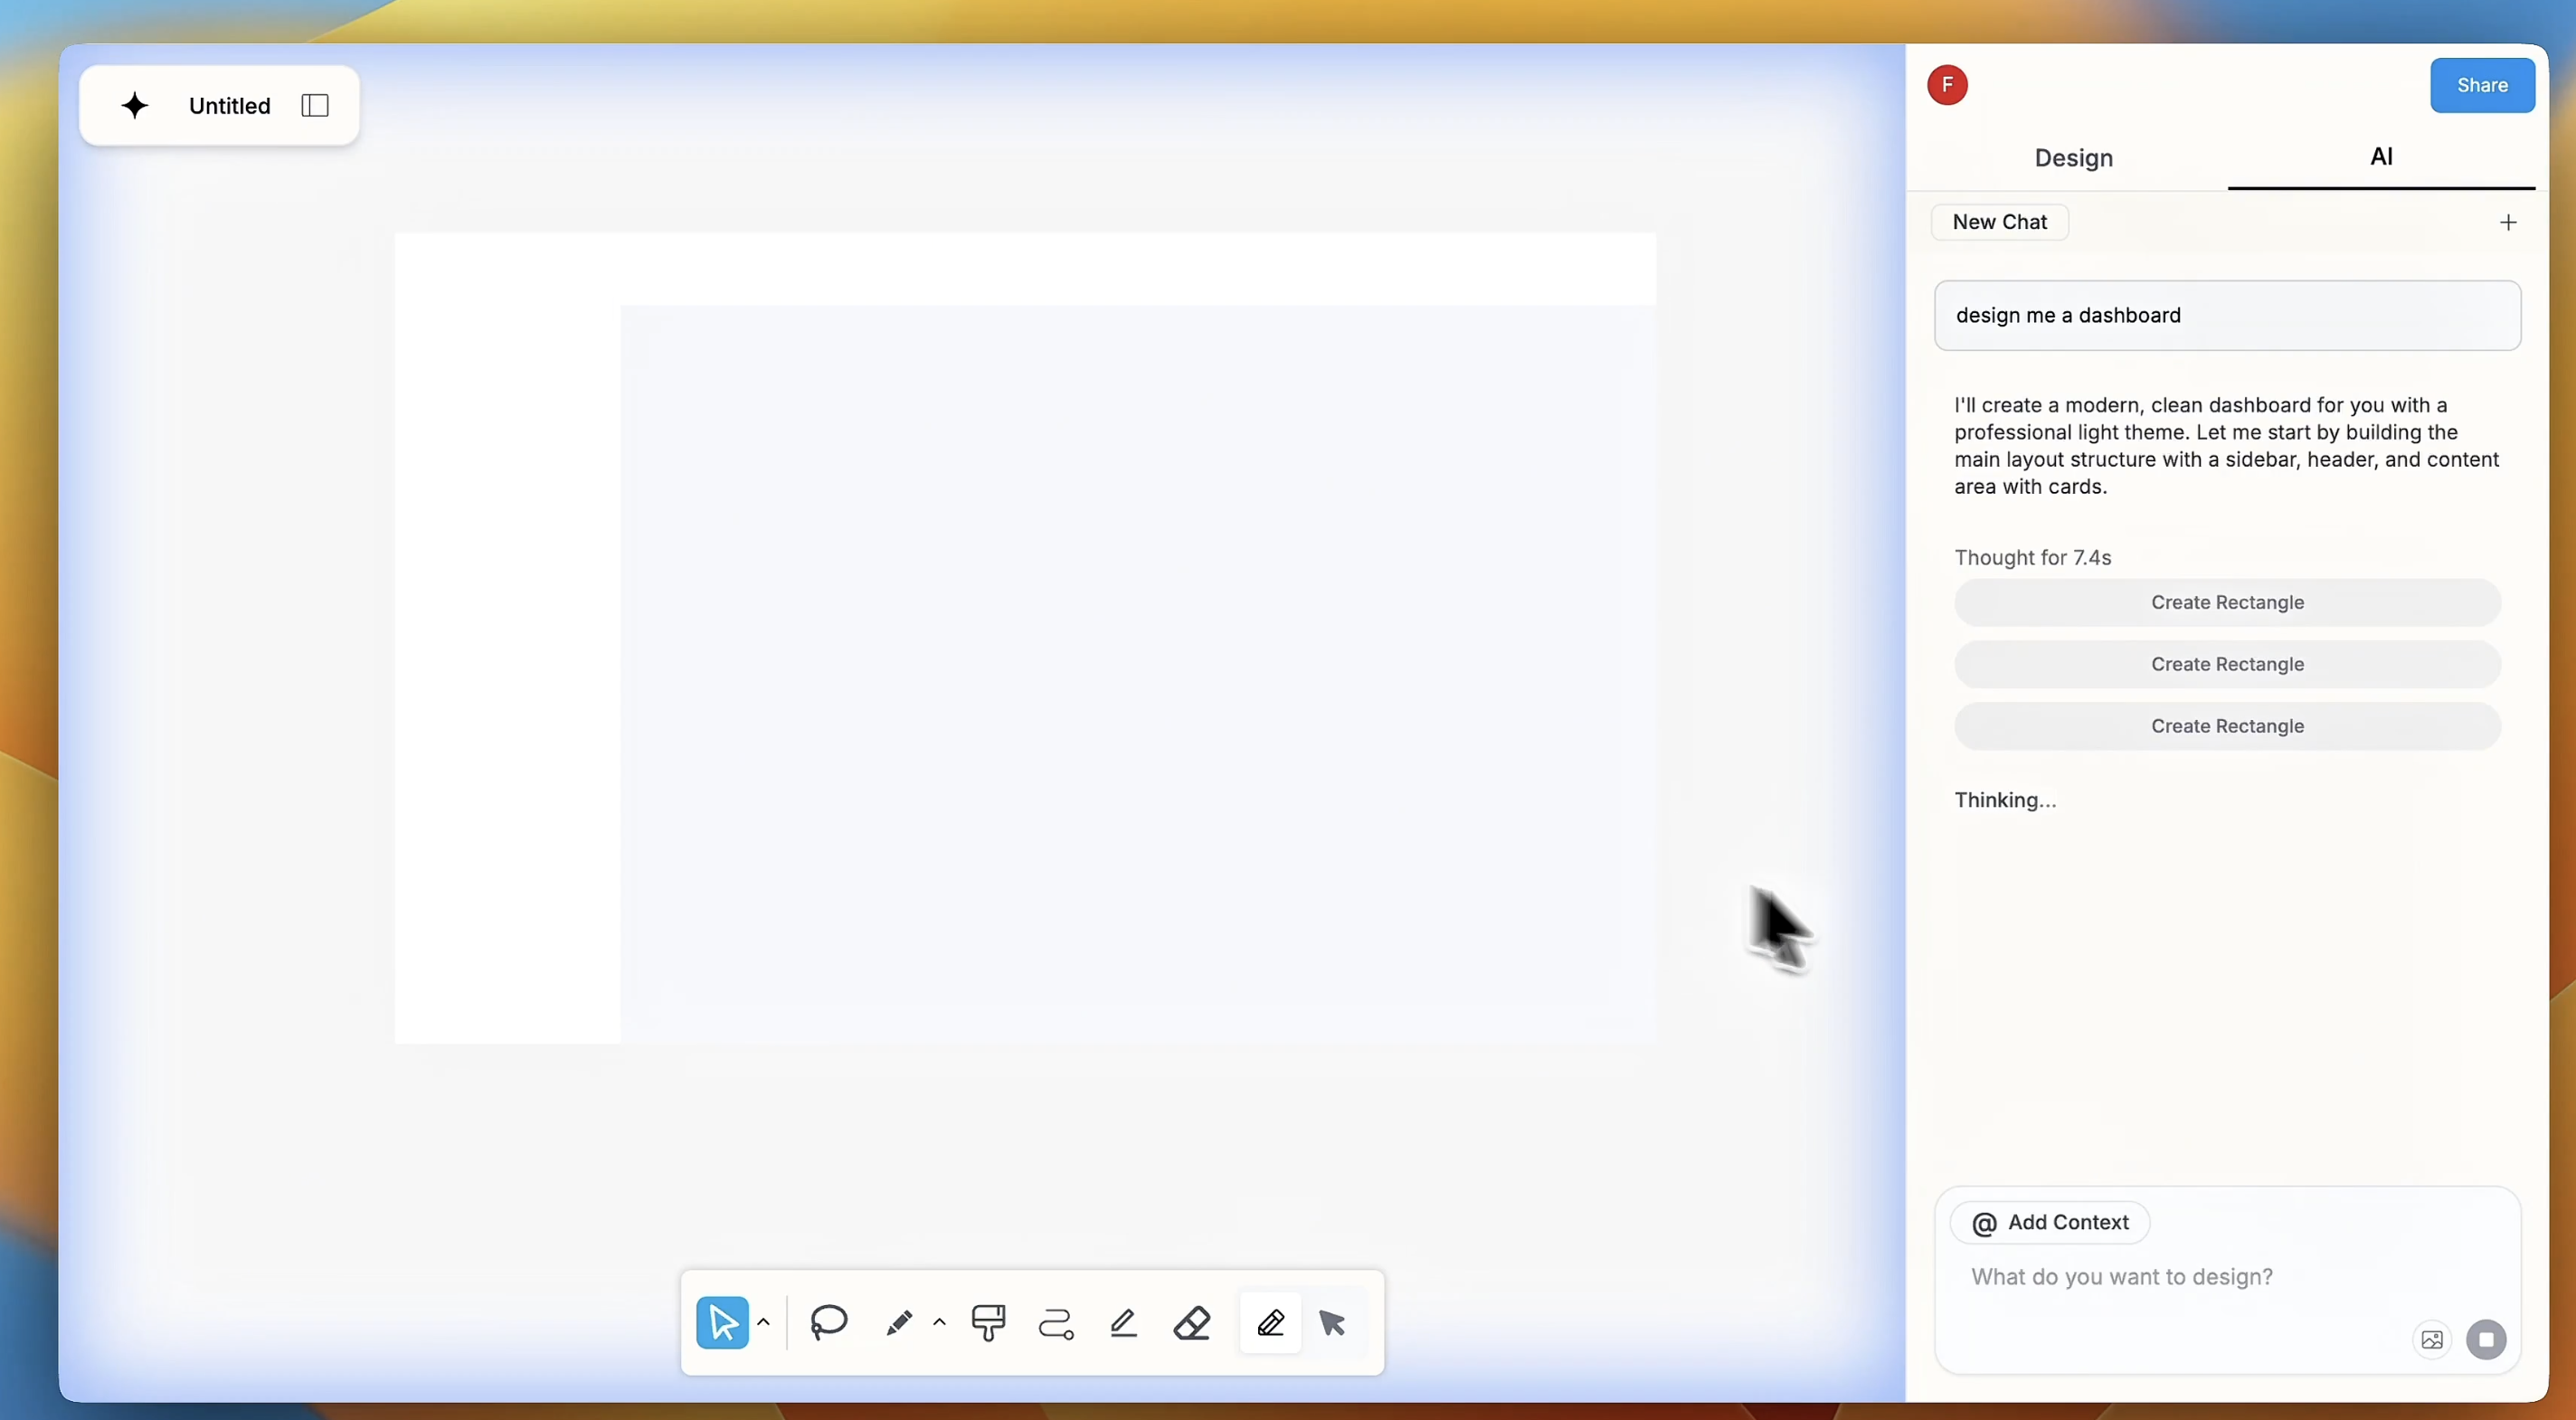 Untitled
F
Share
Design
AI
New Chat
design me a dashboard
I'll create a modern, clean dashboard for you with a
professional light theme. Let me start by building the
main layout structure with a sidebar, header, and content
area with cards.
Thought for 7.4s
Create Rectangle
Create Rectangle
Create Rectangle
Thinking...
@ Add Context
What do you want to design?